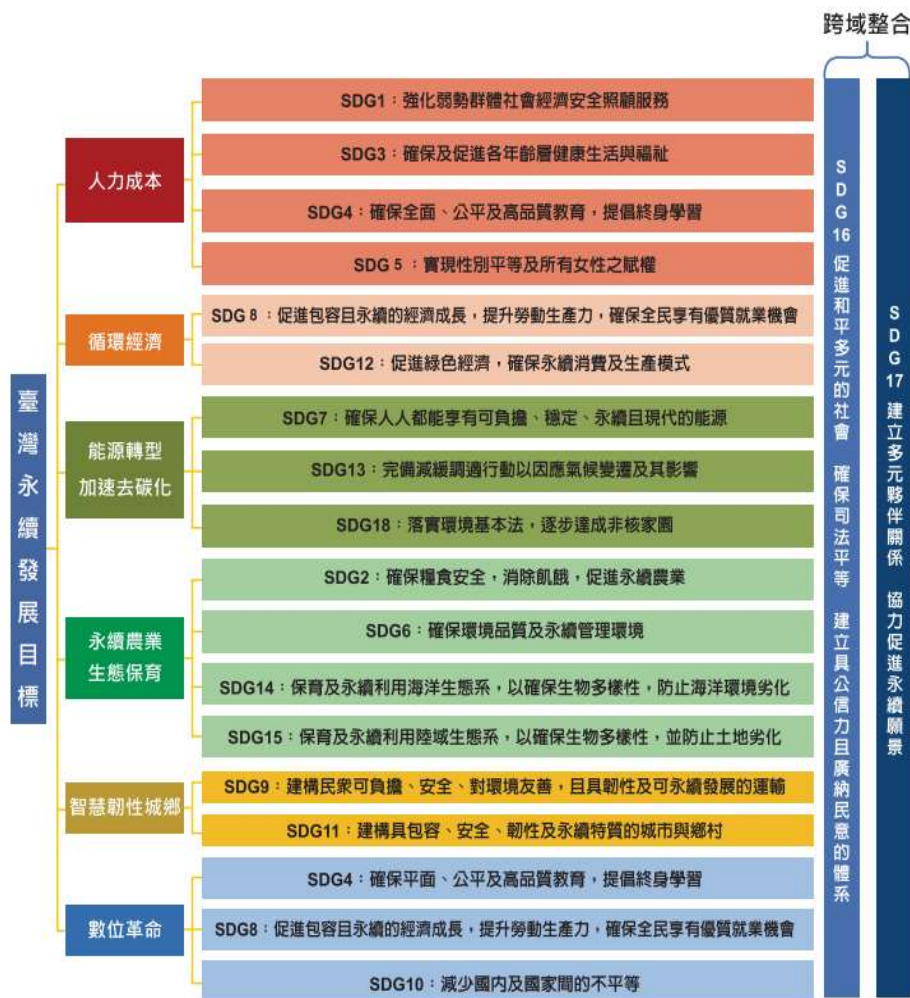 跨域整合
臺灣永續發展目標
人力成本
SDG1：強化弱勢群體社會經濟安全照顧服務
SDG3：確保及促進各年齡層健康生活與福祉
SDG4：確保全面、公平及高品質教育，提倡終身學習
SDG 5：實現性別平等及所有女性之賦權
循環經濟
SDG 8：促進包容且永續的經濟成長，提升勞動生產力，確保全民享有優質就業機會
SDG12：促進綠色經濟，確保永續消費及生產模式
能源轉型
加速去碳化
SDG7：確保人人都能享有可負擔、穩定、永續且現代的能源
SDG13：完備減緩調適行動以因應氣候變遷及其影響
SDG18：落實環境基本法，逐步達成非核家園
永續農業
生態保育
SDG2：確保糧食安全，消除飢餓，促進永續農業
SDG6：確保環境品質及永續管理環境
SDG14：保育及永續利用海洋生態系，以確保生物多樣性，防止海洋環境劣化
SDG15：保育及永續利用陸域生態系，以確保生物多樣性，並防止土地劣化
智慧韌性城鄉
SDG9：建構民眾可負擔、安全、對環境友善，且具韌性及可永續發展的運輸
SDG11：建構具包容、安全、韌性及永續特質的城市與鄉村
數位革命
SDG4：確保平面、公平及高品質教育，提倡終身學習
SDG8：促進包容且永續的經濟成長，提升勞動生產力，確保全民享有優質就業機會
SDG10：減少國内及國家間的不平等
SDG16 促進和平多元的社會 確保司法平等 建立具公信力且廣納民意的體系
SDG17 建立多元夥伴關係 協力促進永續願景